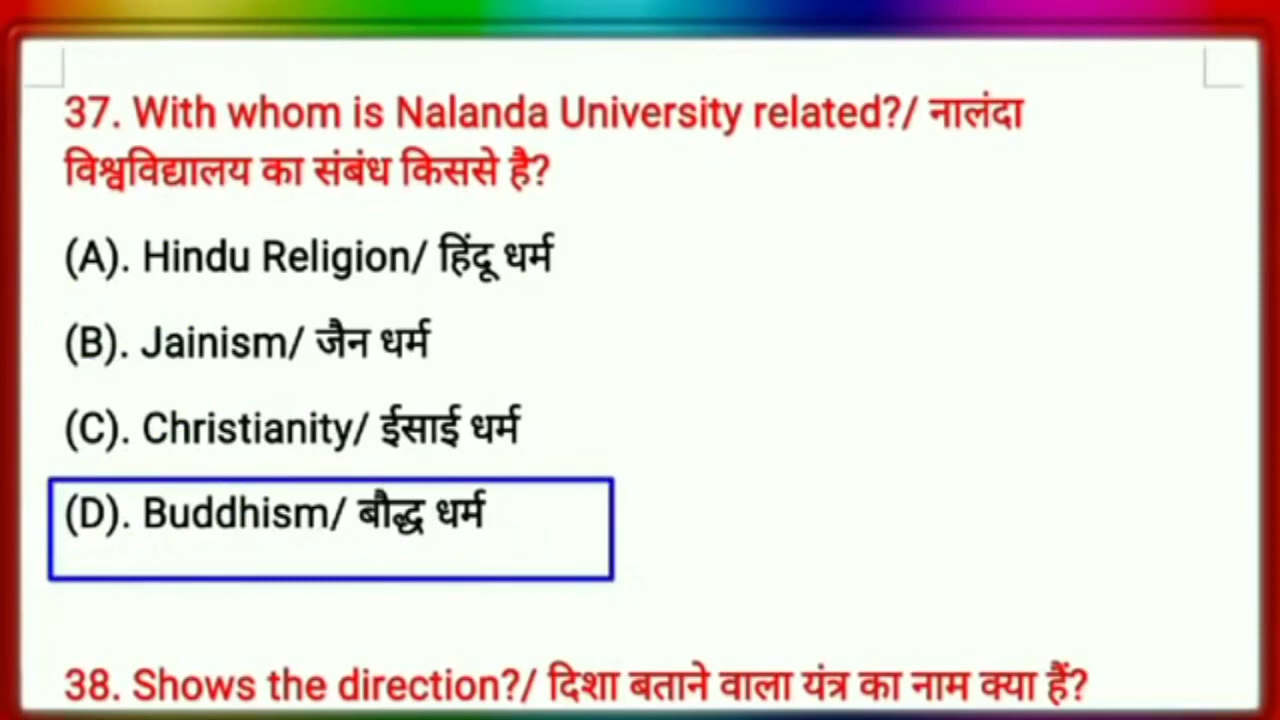 37. With whom is Nalanda University related?/ नालंदा
विश्वविद्यालय का संबंध किससे है?
(A). Hindu Religion/ हिंदू धर्म
(B). Jainism/ जैन धर्म
(C). Christianity/ ईसाई धर्म
(D). Buddhism/ बौद्ध धर्म
38. Shows the direction?/ दिशा बताने वाला यंत्र का नाम क्या हैं?